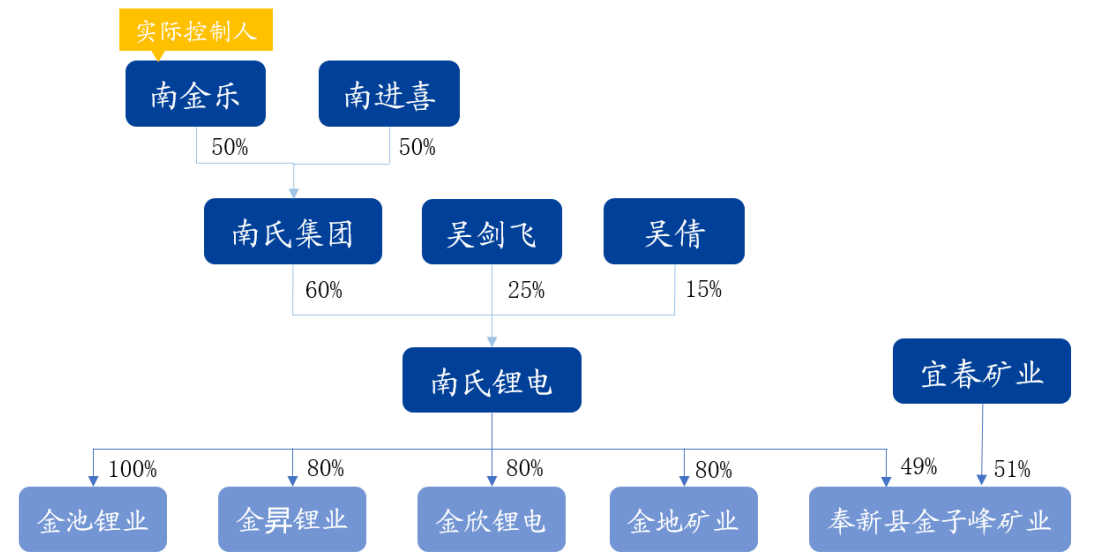 实际控制人
南金乐
南进喜
50%
50%
南氏集团
吴剑飞
吴倩
60%
25%
15%
南氏锂电
宜春矿业
100%
80%
80%
80%
49%
51%
金池锂业
金昇锂业
金欣锂电
金地矿业
奉新县金子峰矿业